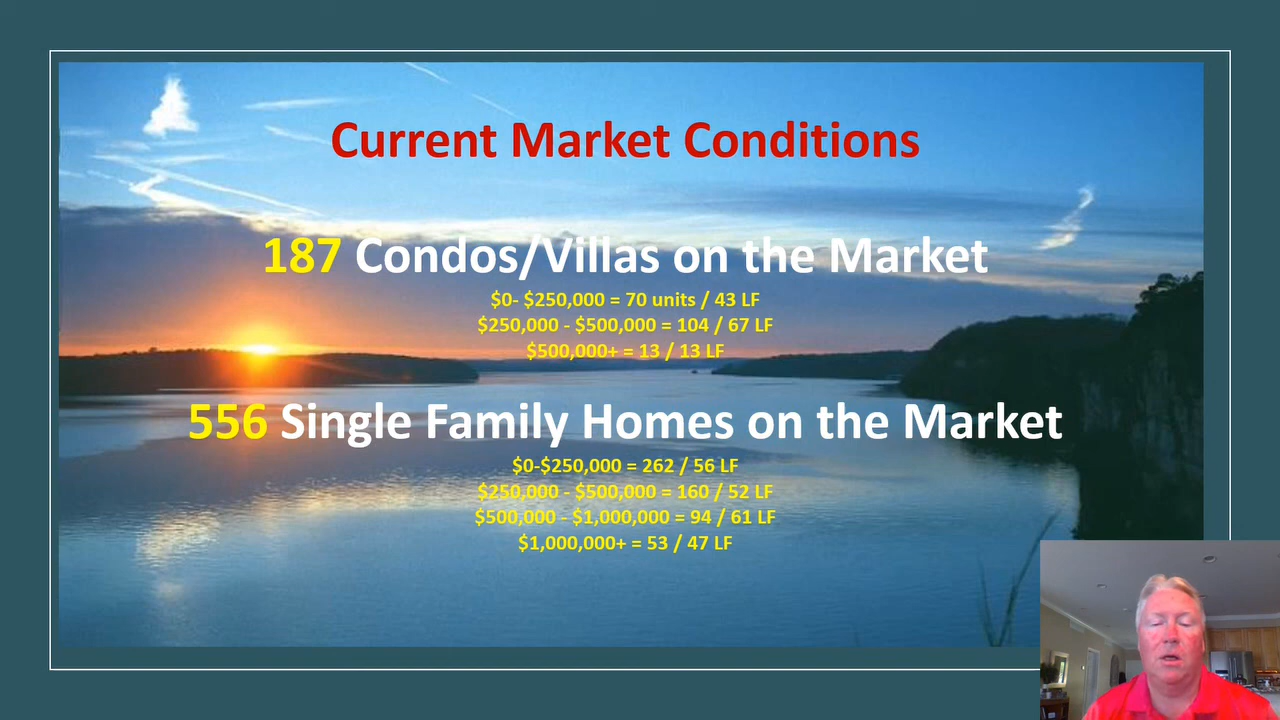 Current Market Conditions
187 Condos/Villas on the Market
$0- $250,000 = 70 units / 43 LF
$250,000 - $500,000 = 104 / 67 LF
$500,000+ = 13 / 13 LF
556 Single Family Homes on the Market
$0-$250,000 = 262 / 56 LF
$250,000 - $500,000 = 160 / 52 LF
$500,000 - $1,000,000 = 94 / 61 LF
$1,000,000+ = 53 / 47 LF